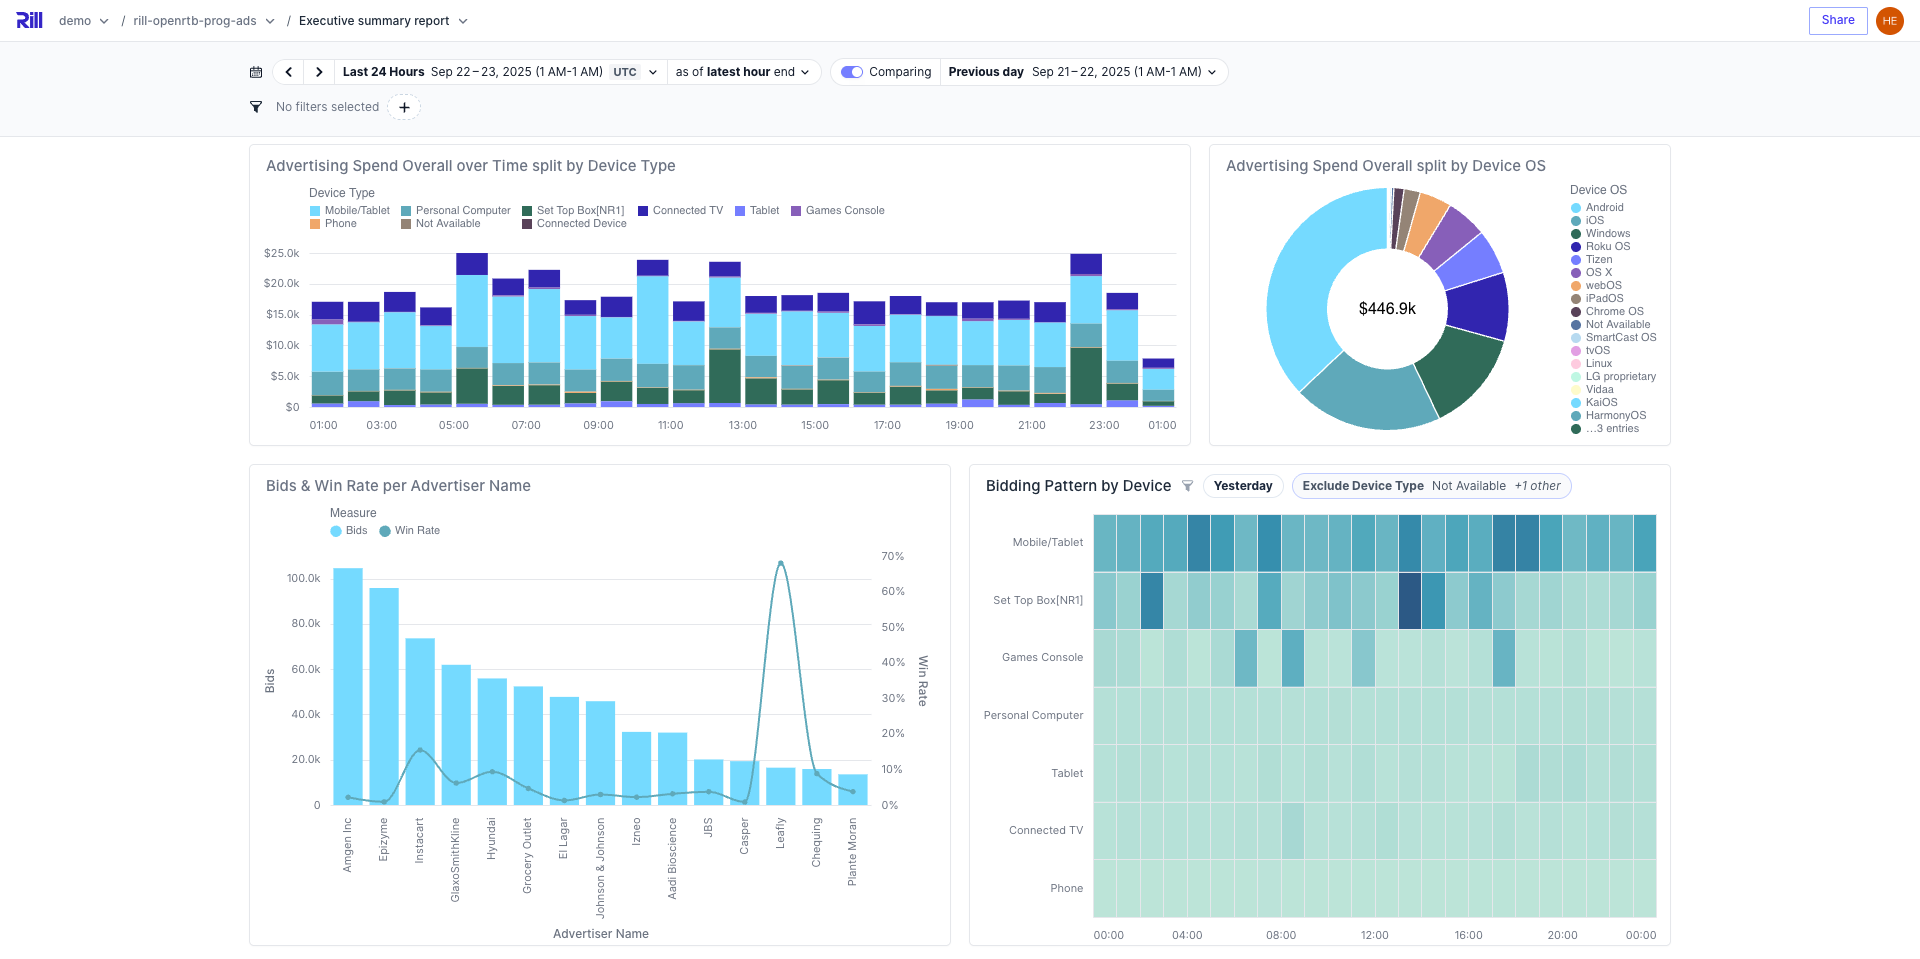 Rill demo / rill-openrtb-prog-ads / Executive summary report Share HE
Last 24 Hours Sep 22 – 23, 2025 (1 AM-1 AM) UTC as of latest hour end Comparing Previous day Sep 21 – 22, 2025 (1 AM-1 AM)
No filters selected +
Advertising Spend Overall over Time split by Device Type
Device Type
Mobile/Tablet Personal Computer Set Top Box[NR1] Connected TV Tablet Games Console
Phone Not Available Connected Device
$25.0k
$20.0k
$15.0k
$10.0k
$5.0k
$0
01:00 03:00 05:00 07:00 09:00 11:00 13:00 15:00 17:00 19:00 21:00 23:00 01:00
Advertising Spend Overall split by Device OS
$446.9k
Device OS
Android
iOS
Windows
Roku OS
Tizen
OS X
webOS
iPadOS
Chrome OS
Not Available
SmartCast OS
tvOS
Linux
LG proprietary
Vidaa
KaiOS
HarmonyOS
…3 entries
Bids & Win Rate per Advertiser Name
Measure
Bids Win Rate
100.0k
80.0k
60.0k
40.0k
20.0k
0
Bids
70%
60%
50%
40%
30%
20%
10%
0%
Win Rate
Amgen Inc
Epizyme
Instacart
GlaxoSmithKline
Hyundai
Grocery Outlet
El Lagar
Johnson & Johnson
Izneo
Aadi Bioscience
JBS
Casper
Leafly
Chequing
Plante Moran
Advertiser Name
Bidding Pattern by Device Yesterday Exclude Device Type Not Available +1 other
Mobile/Tablet
Set Top Box[NR1]
Games Console
Personal Computer
Tablet
Connected TV
Phone
00:00 04:00 08:00 12:00 16:00 20:00 00:00